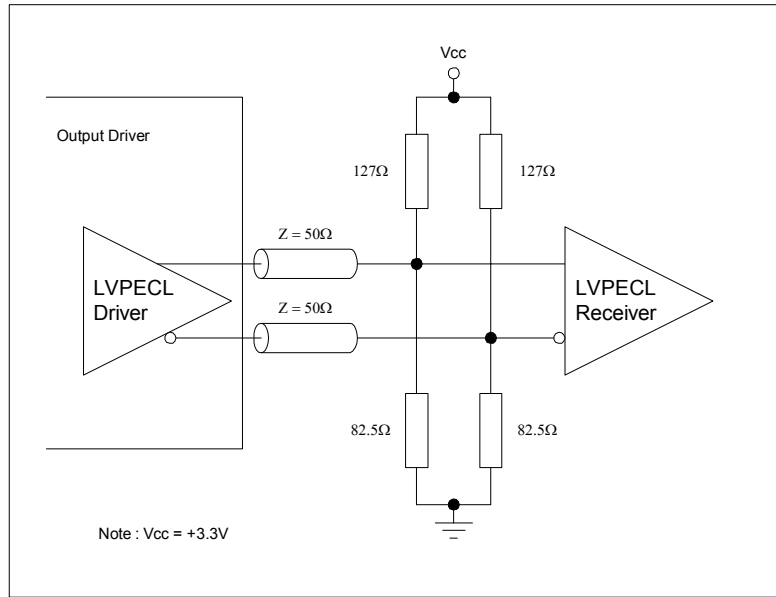 Vcc
Output Driver
127Ω
127Ω
Z = 50Ω
LVPECL
Driver
LVPECL
Receiver
Z = 50Ω
82.5Ω
82.5Ω
Note : Vcc = +3.3V